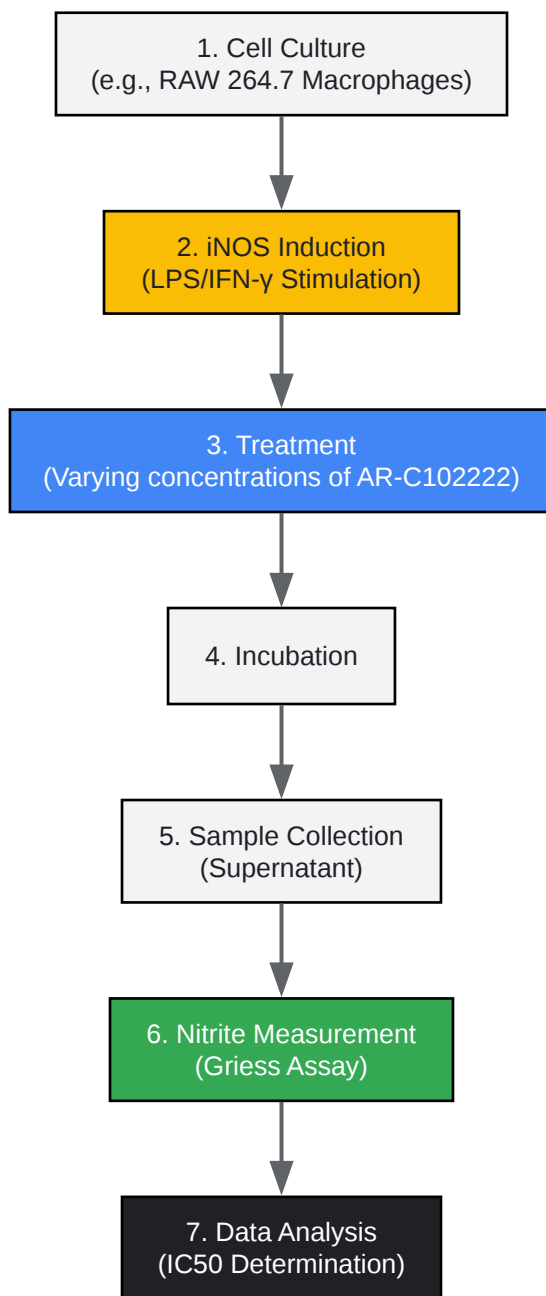 1. Cell Culture
(e.g., RAW 264.7 Macrophages)
2. iNOS Induction
(LPS/IFN-γ Stimulation)
3. Treatment
(Varying concentrations of AR-C102222)
4. Incubation
5. Sample Collection
(Supernatant)
6. Nitrite Measurement
(Griess Assay)
7. Data Analysis
(IC50 Determination)